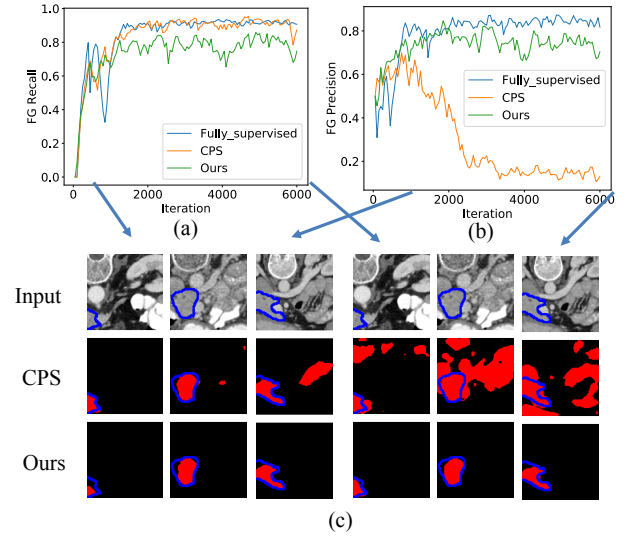 1.0
0.8
0.6
0.4
0.2
0.0
FG Recall
Fully_supervised
CPS
Ours
0
2000
4000
6000
Iteration
(a)
0.8
0.6
0.4
0.2
FG Precision
Fully_supervised
CPS
Ours
0
2000
4000
6000
Iteration
(b)
Input
CPS
Ours
(c)